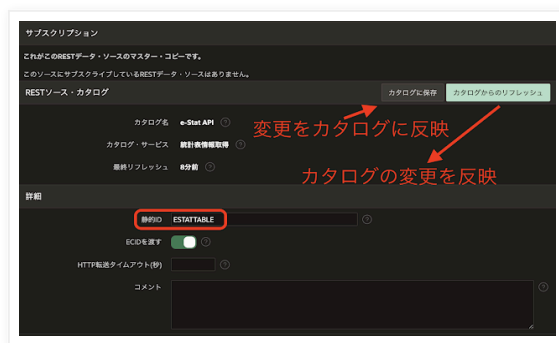 サブスクリプション
これがこのRESTデータ・ソースのマスター・コピーです。
このソースにサブスクライブしているRESTデータ・ソースはありません。
RESTソース・カタログ
カタログに保存 カタログからのリフレッシュ
カタログ名 e-Stat API
変更をカタログに反映
カタログ・サービス 統計表情報取得
最終リフレッシュ 8分前
カタログの変更を反映
詳細
静的ID ESTATTABLE
ECIDを渡す
HTTP転送タイムアウト(秒)
コメント